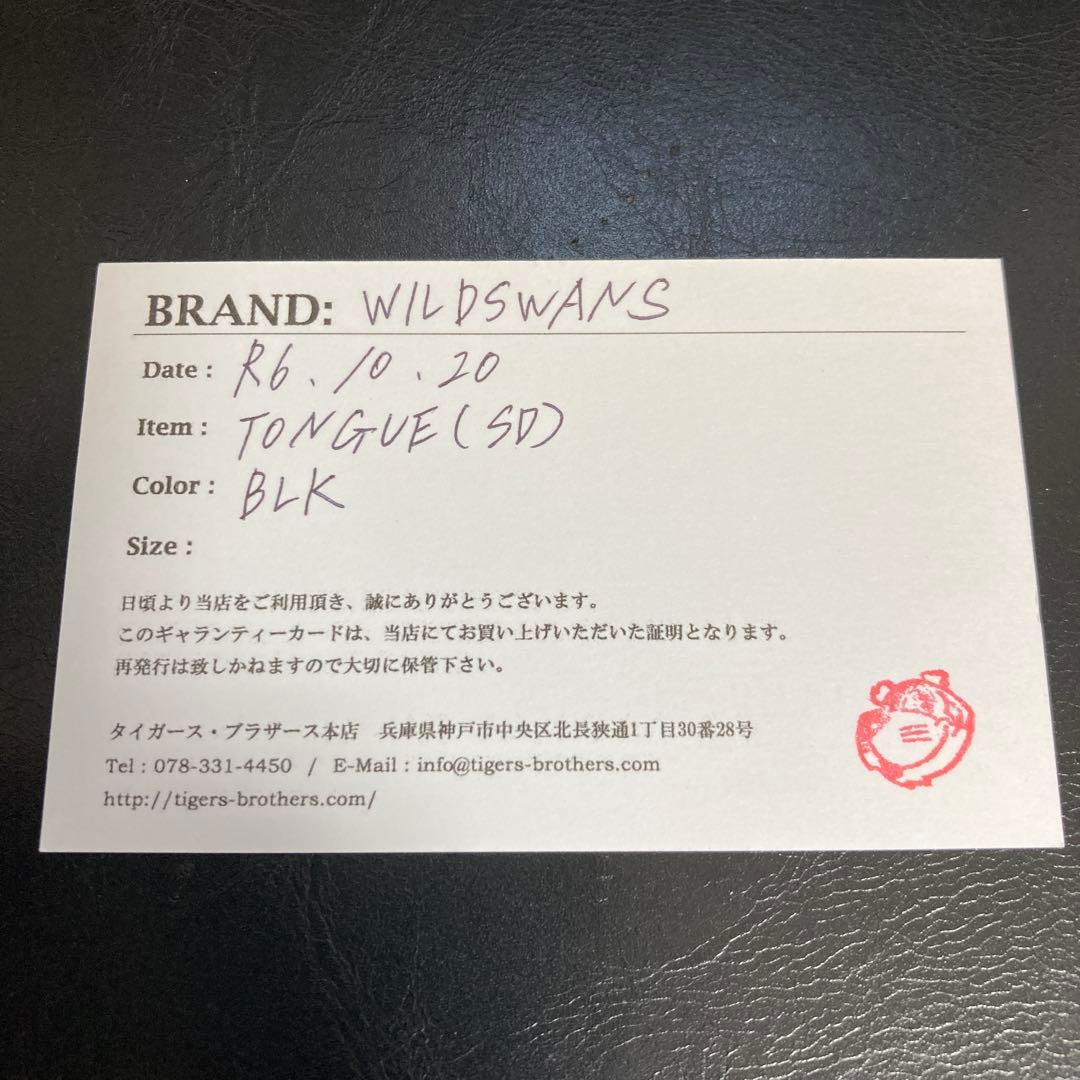 BRAND: WILDSWANS
Date : R6.10.20
Item : TONGUE(SD)
Color : BLK
Size :
日頃より当店をご利用頂き、誠にありがとうございます。
このギャランティーカードは、当店にてお買い上げいただいた証明となります。
再発行は致しかねますので大切に保管下さい。
タイガース・ブラザース本店 兵庫県神戸市中央区北長狭通1丁目30番28号
Tel : 078-331-4450 / E-Mail : info@tigers-brothers.com
http://tigers-brothers.com/